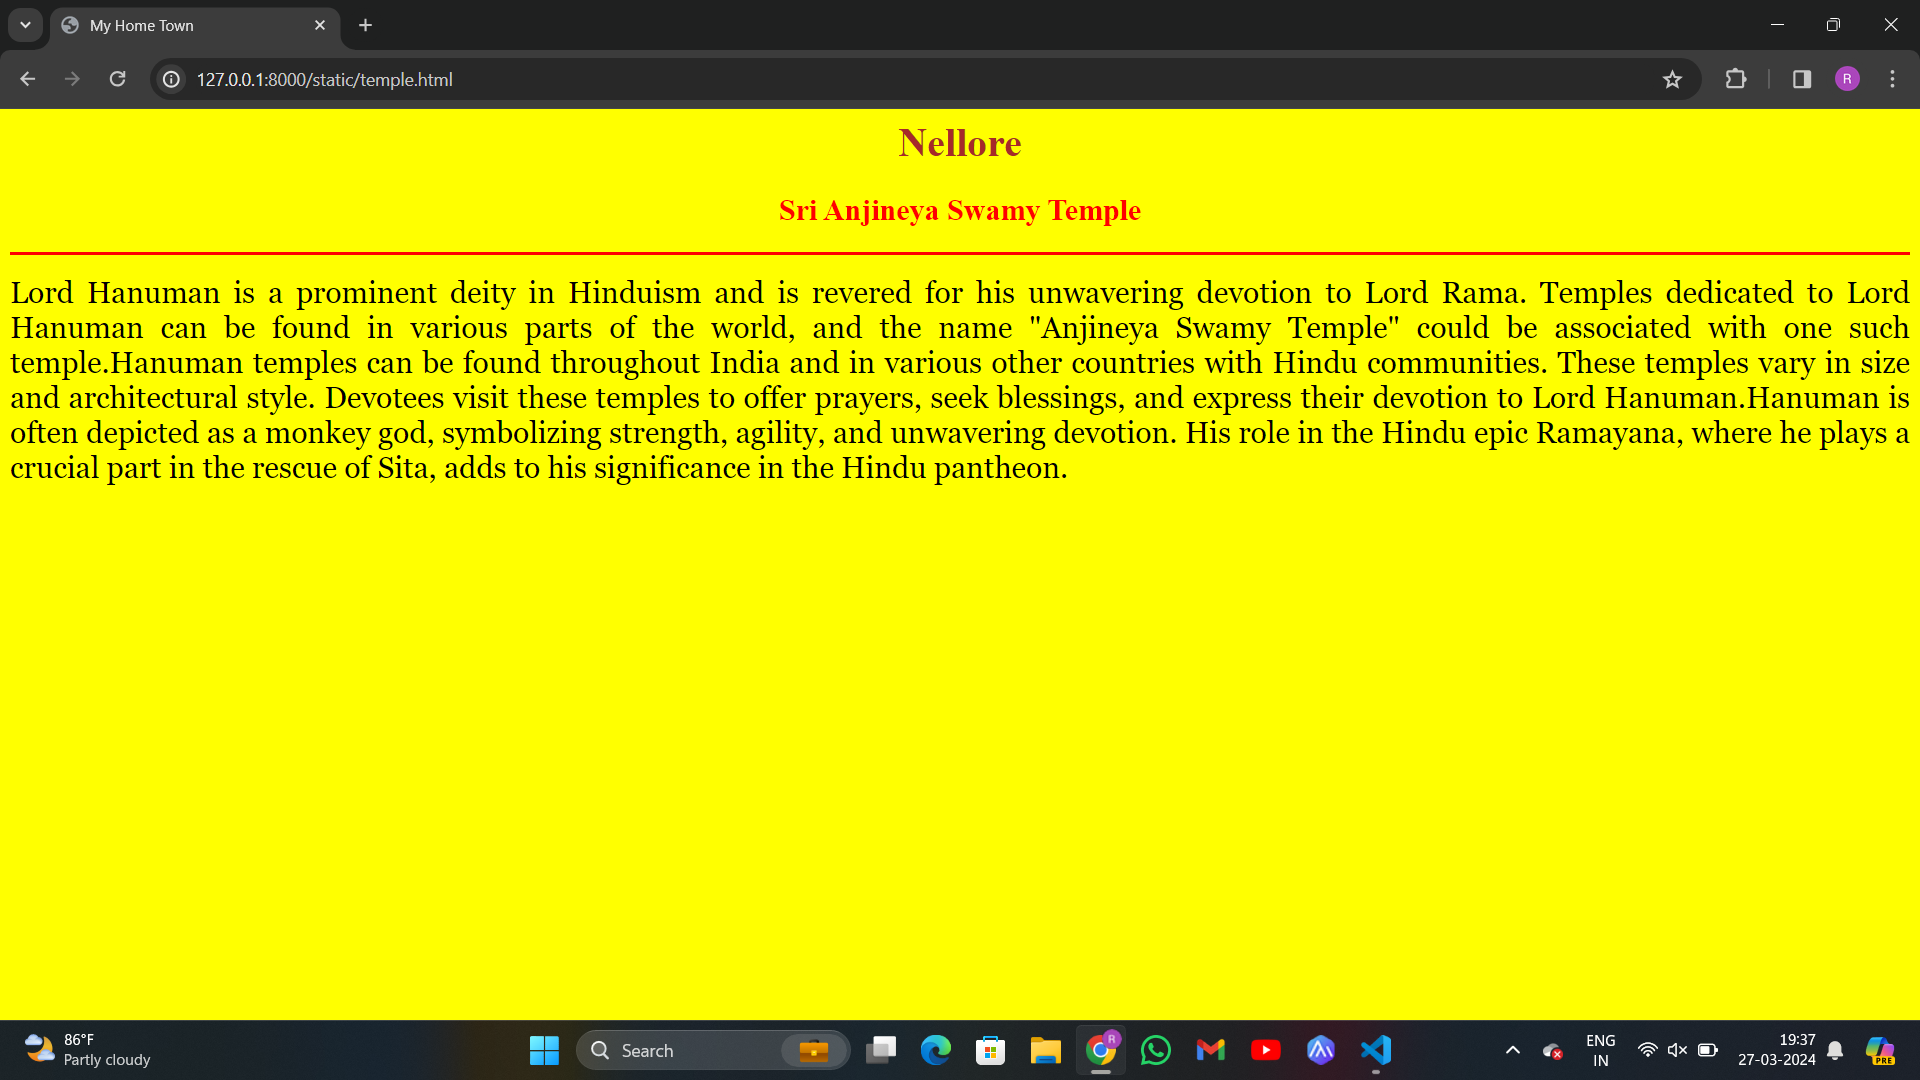 My Home Town
127.0.0.1:8000/static/temple.html
R
Nellore
Sri Anjineya Swamy Temple
Lord Hanuman is a prominent deity in Hinduism and is revered for his unwavering devotion to Lord Rama. Temples dedicated to Lord
Hanuman can be found in various parts of the world, and the name "Anjineya Swamy Temple" could be associated with one such
temple.Hanuman temples can be found throughout India and in various other countries with Hindu communities. These temples vary in size
and architectural style. Devotees visit these temples to offer prayers, seek blessings, and express their devotion to Lord Hanuman.Hanuman is
often depicted as a monkey god, symbolizing strength, agility, and unwavering devotion. His role in the Hindu epic Ramayana, where he plays a
crucial part in the rescue of Sita, adds to his significance in the Hindu pantheon.
86°F
Partly cloudy
Search
R
ENG
IN
19:37
27-03-2024
PRE